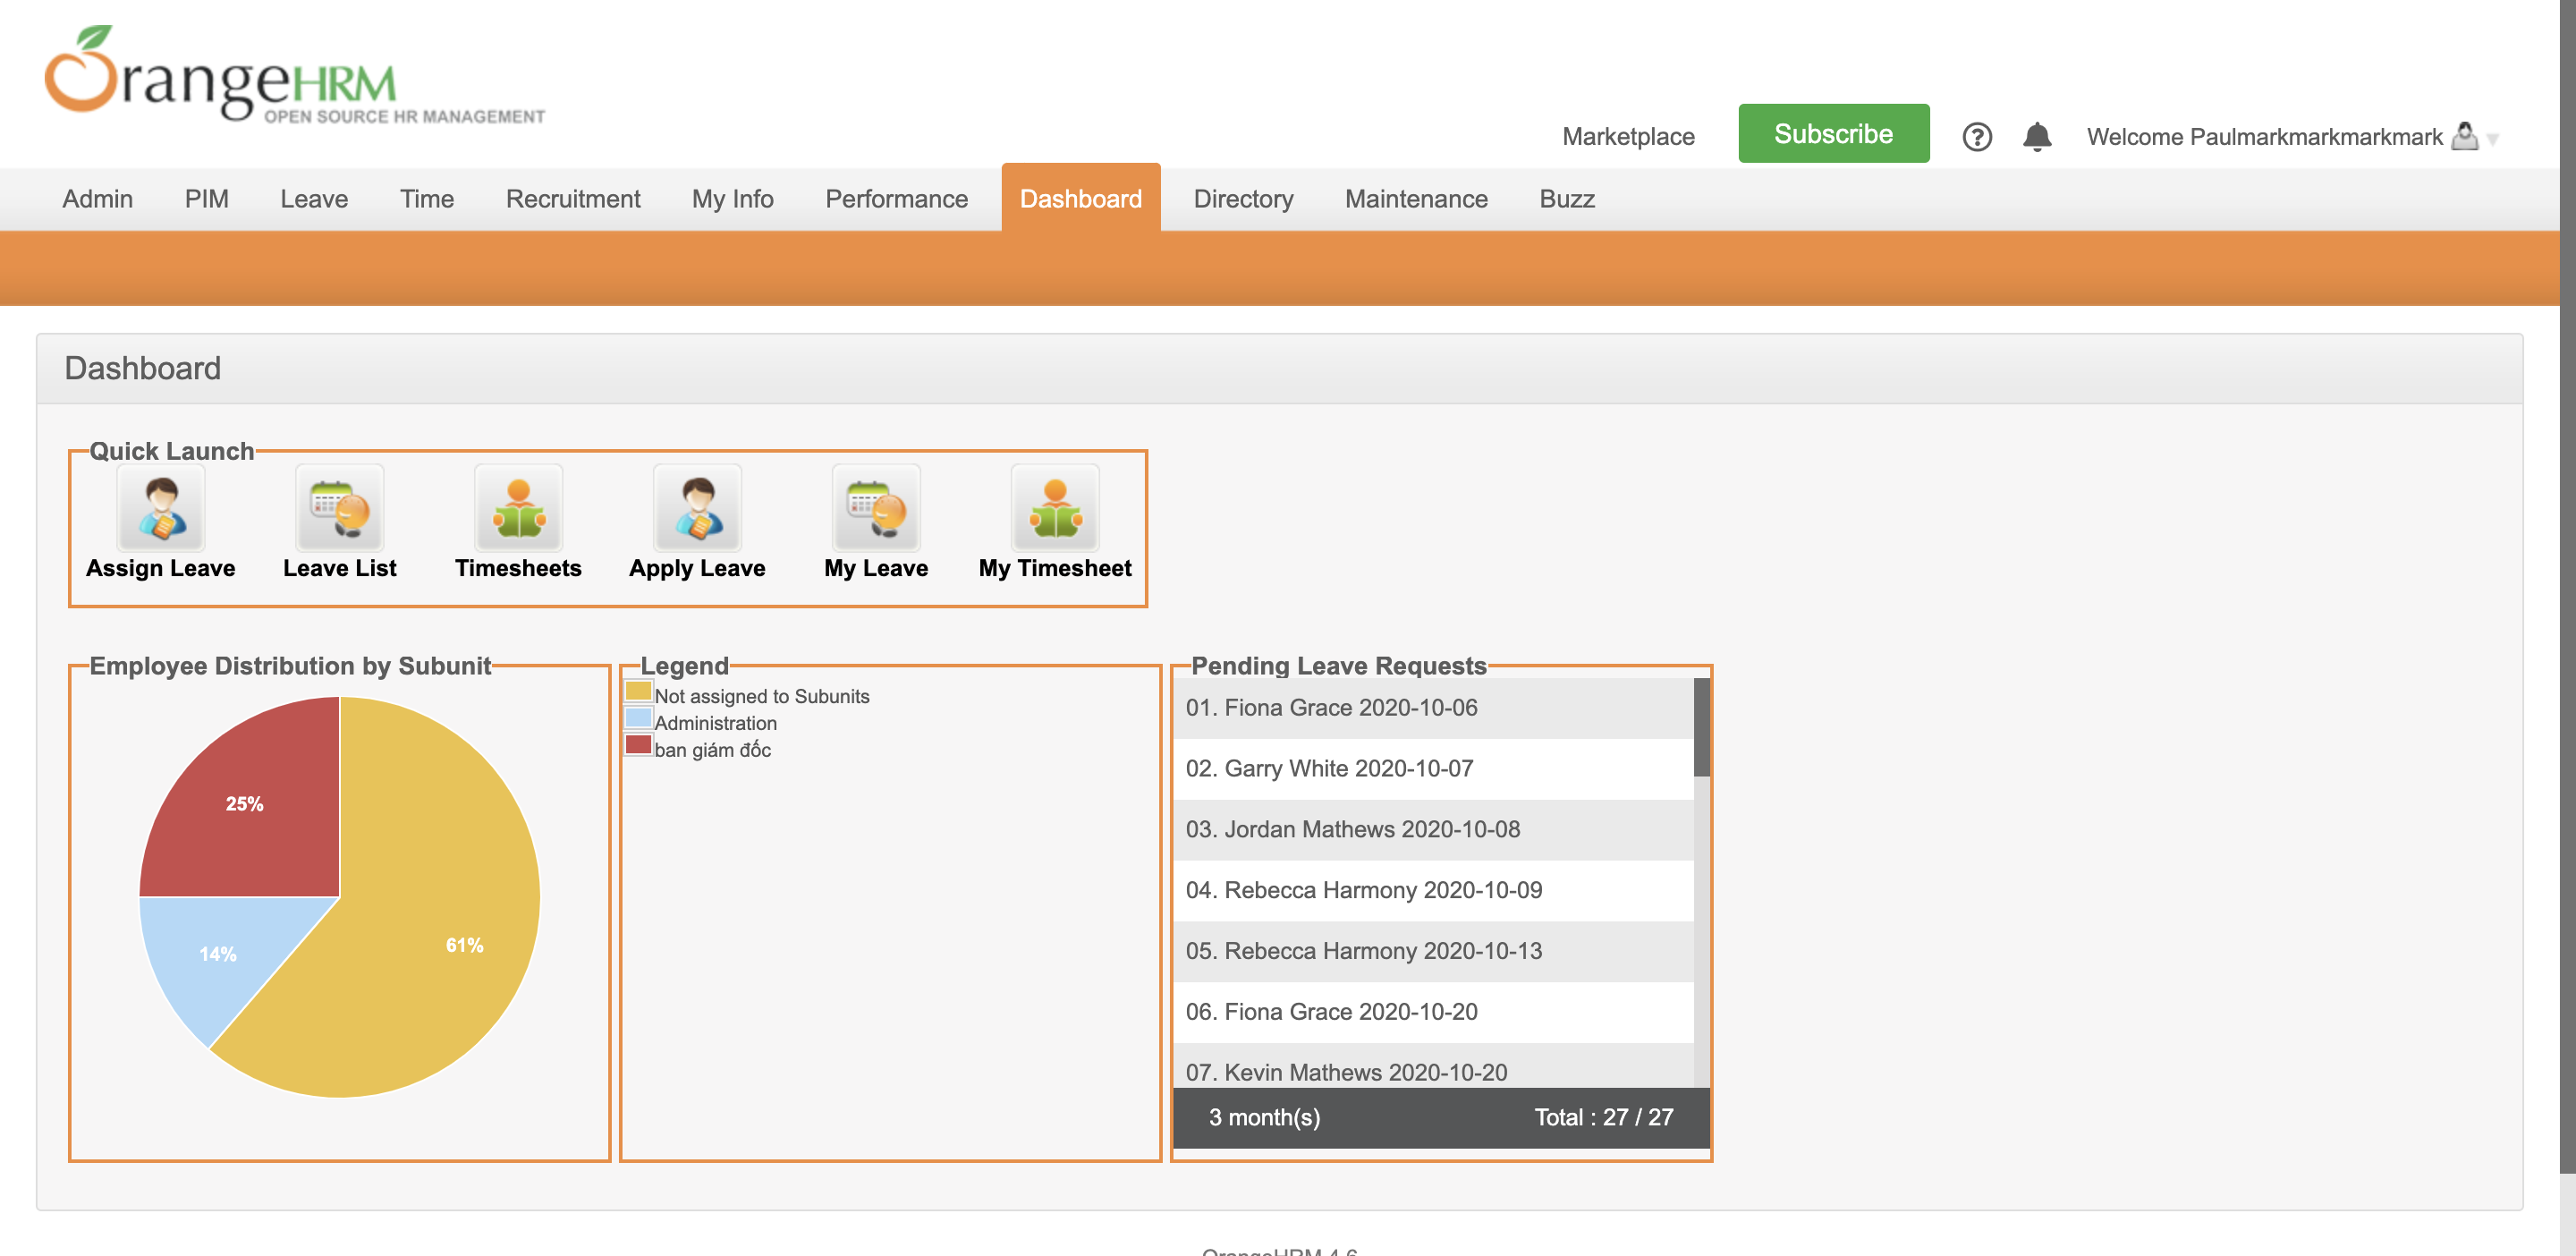 OrangeHRM
OPEN SOURCE HR MANAGEMENT
Marketplace
Subscribe
?
Welcome Paulmarkmarkmarkmark
Admin PIM Leave Time Recruitment My Info Performance Dashboard Directory Maintenance Buzz
Dashboard
Quick Launch
Assign Leave
Leave List
Timesheets
Apply Leave
My Leave
My Timesheet
Employee Distribution by Subunit
25%
61%
14%
Legend
Not assigned to Subunits
Administration
ban giám đốc
Pending Leave Requests
01. Fiona Grace 2020-10-06
02. Garry White 2020-10-07
03. Jordan Mathews 2020-10-08
04. Rebecca Harmony 2020-10-09
05. Rebecca Harmony 2020-10-13
06. Fiona Grace 2020-10-20
07. Kevin Mathews 2020-10-20
3 month(s)
Total : 27 / 27
OrangeHRM 4.6